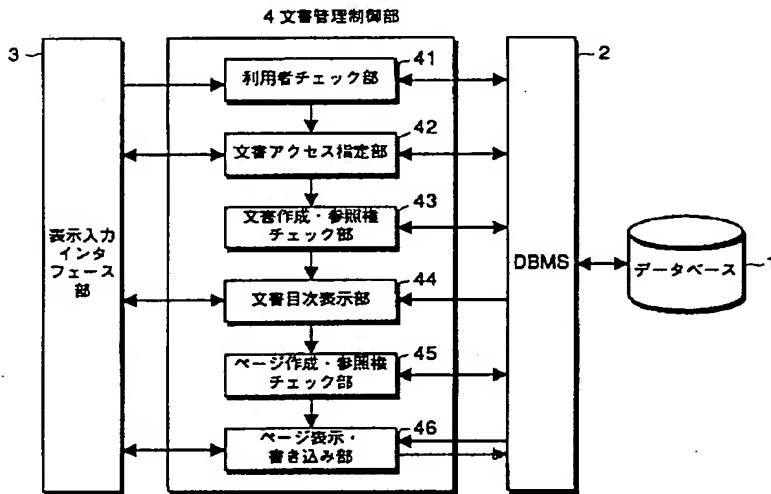 4 文書管理制御部
3
41
2
利用者チェック部
42
文書アクセス指定部
43
文書作成・参照権
チェック部
表示入力
インタ
フェース
部
44
文書目次表示部
DBMS
データベース
1
45
ページ作成・参照権
チェック部
46
ページ表示・
書き込み部